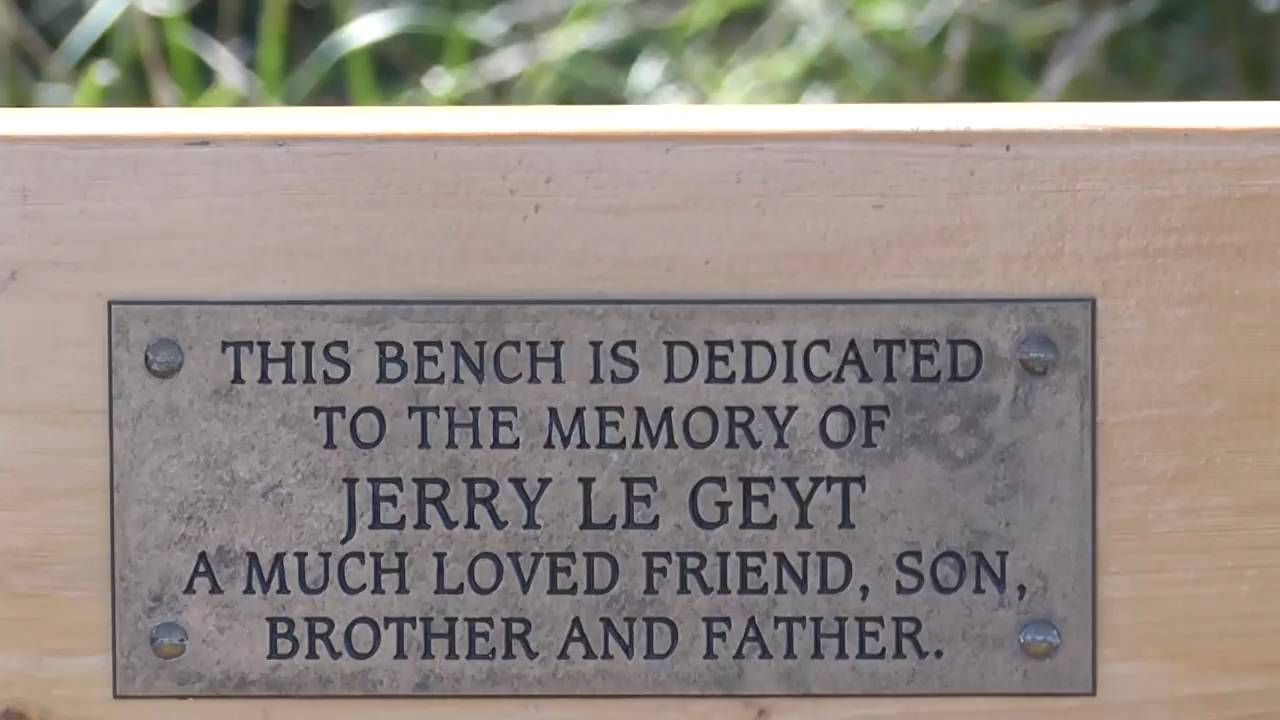 THIS BENCH IS DEDICATED
TO THE MEMORY OF
JERRY LE GEYT
A MUCH LOVED FRIEND, SON,
BROTHER AND FATHER.